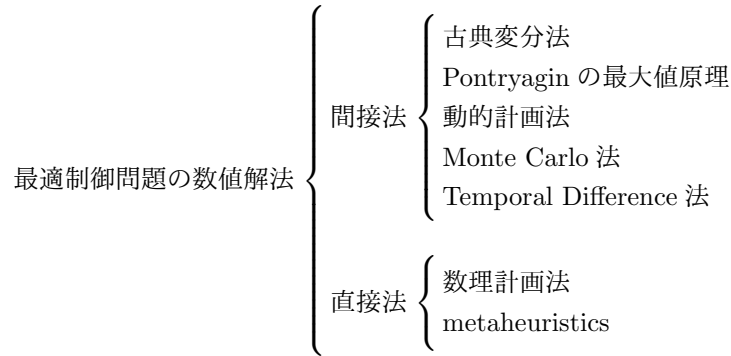 最適制御問題の数値解法
間接法
古典変分法
Pontryagin の最大値原理
動的計画法
Monte Carlo 法
Temporal Difference 法
直接法
数理計画法
metaheuristics